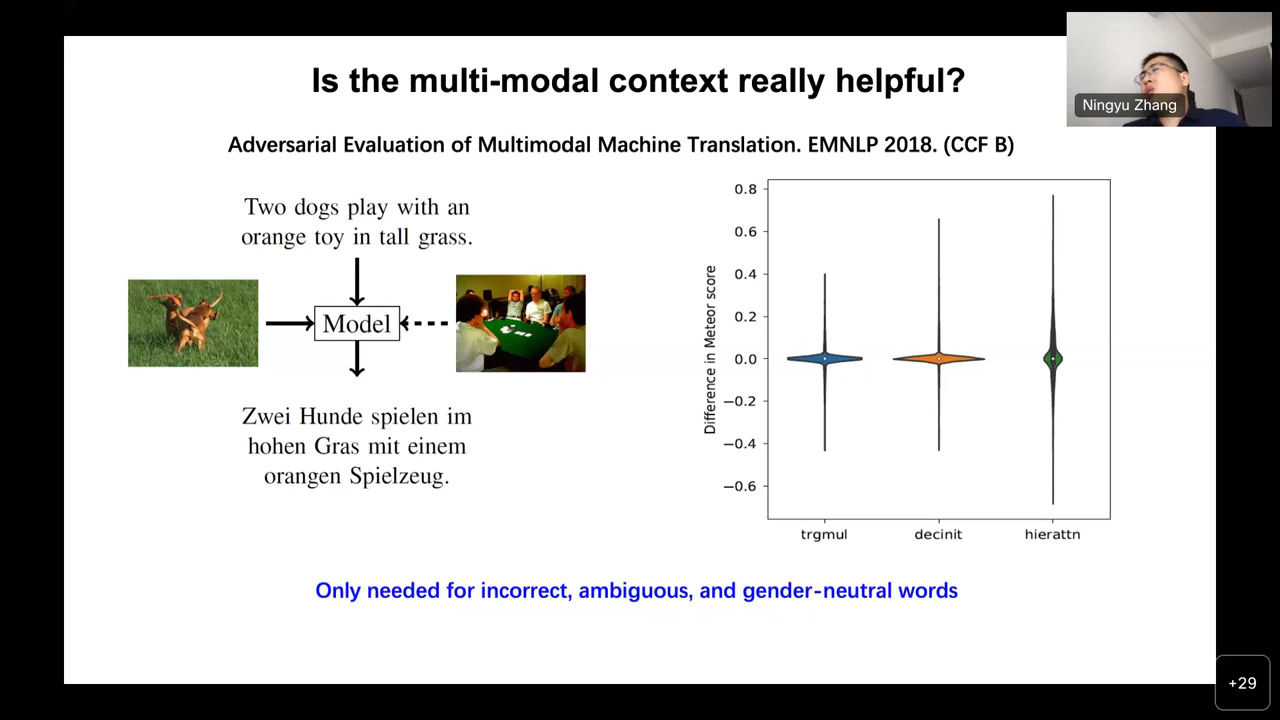 Is the multi-modal context really helpful?
Ningyu Zhang
Adversarial Evaluation of Multimodal Machine Translation. EMNLP 2018. (CCF B)
Two dogs play with an
orange toy in tall grass.
Model
Zwei Hunde spielen im
hohen Gras mit einem
orangen Spielzeug.
Difference in Meteor score
0.8
0.6
0.4
0.2
0.0
−0.2
−0.4
−0.6
trgmul
decinit
hierattn
Only needed for incorrect, ambiguous, and gender-neutral words
+29